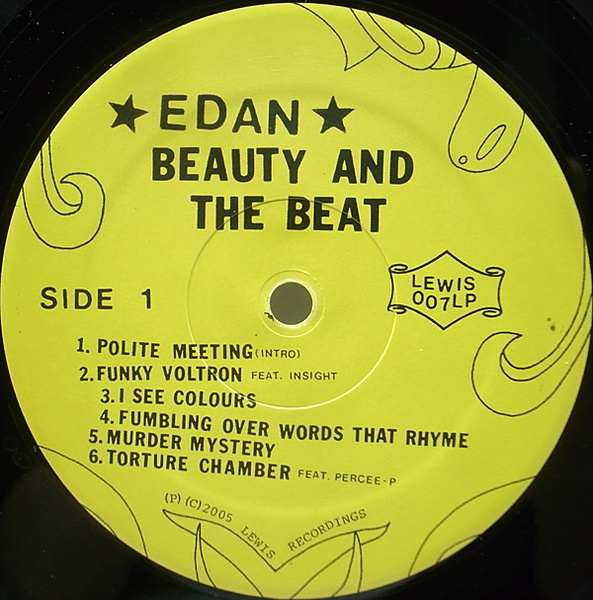 ★EDAN★
BEAUTY AND
THE BEAT
SIDE 1
LEWIS
007LP
1. POLITE MEETING (INTRO)
2. FUNKY VOLTRON FEAT. INSIGHT
3. I SEE COLOURS
4. FUMBLING OVER WORDS THAT RHYME
5. MURDER MYSTERY
6. TORTURE CHAMBER FEAT. PERCEE-P
(P) (C) 2005 LEWIS RECORDINGS